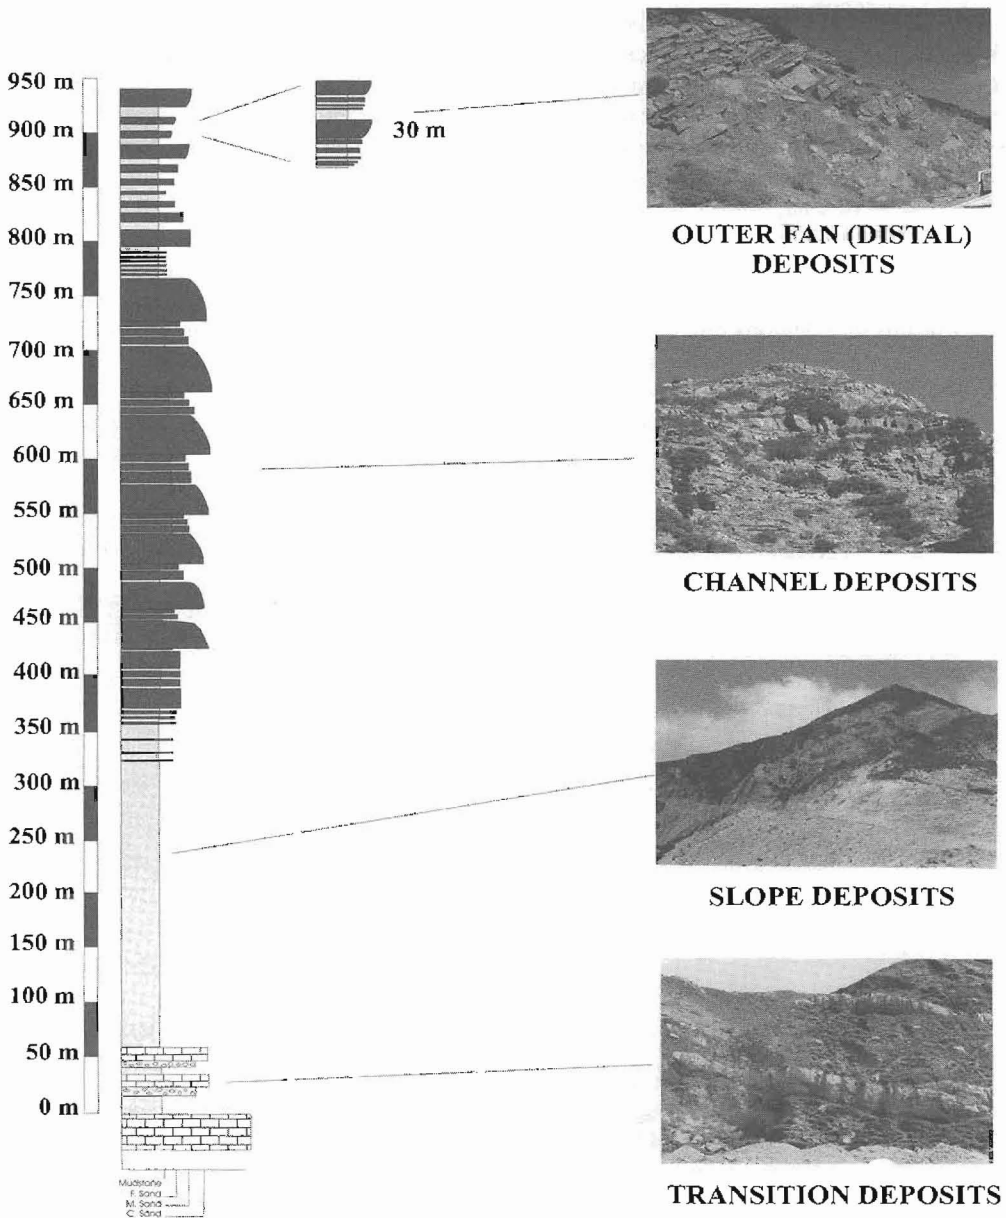 950 m
900 m
850 m
800 m
750 m
700 m
650 m
600 m
550 m
500 m
450 m
400 m
350 m
300 m
250 m
200 m
150 m
100 m
50 m
0 m
30 m
OUTER FAN (DISTAL)
DEPOSITS
CHANNEL DEPOSITS
SLOPE DEPOSITS
TRANSITION DEPOSITS
Mudstone
F. Sand
M. Sand
C. Sand